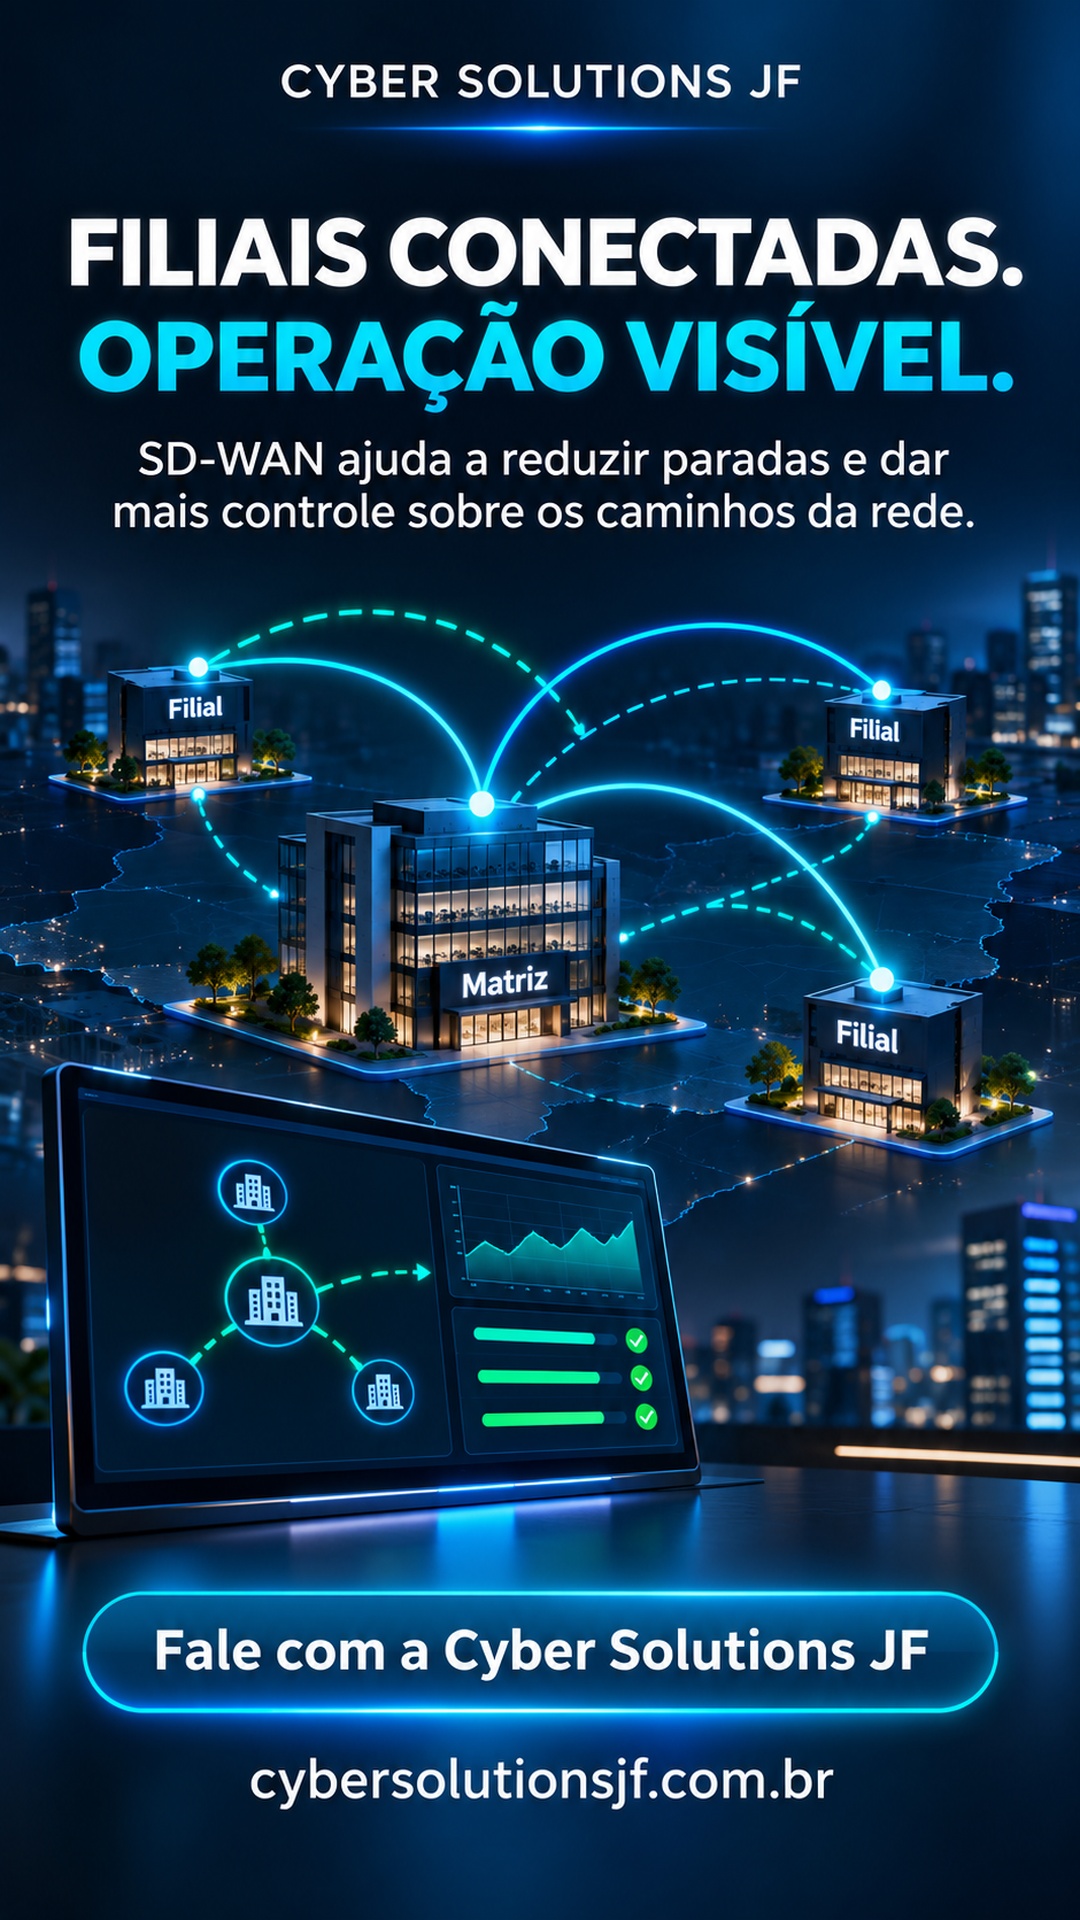 CYBER SOLUTIONS JF
FILIAIS CONECTADAS.
OPERAÇÃO VISÍVEL.
SD-WAN ajuda a reduzir paradas e dar
mais controle sobre os caminhos da rede.
Filial
Filial
Matriz
Filial
Fale com a Cyber Solutions JF
cybersolutionsjf.com.br